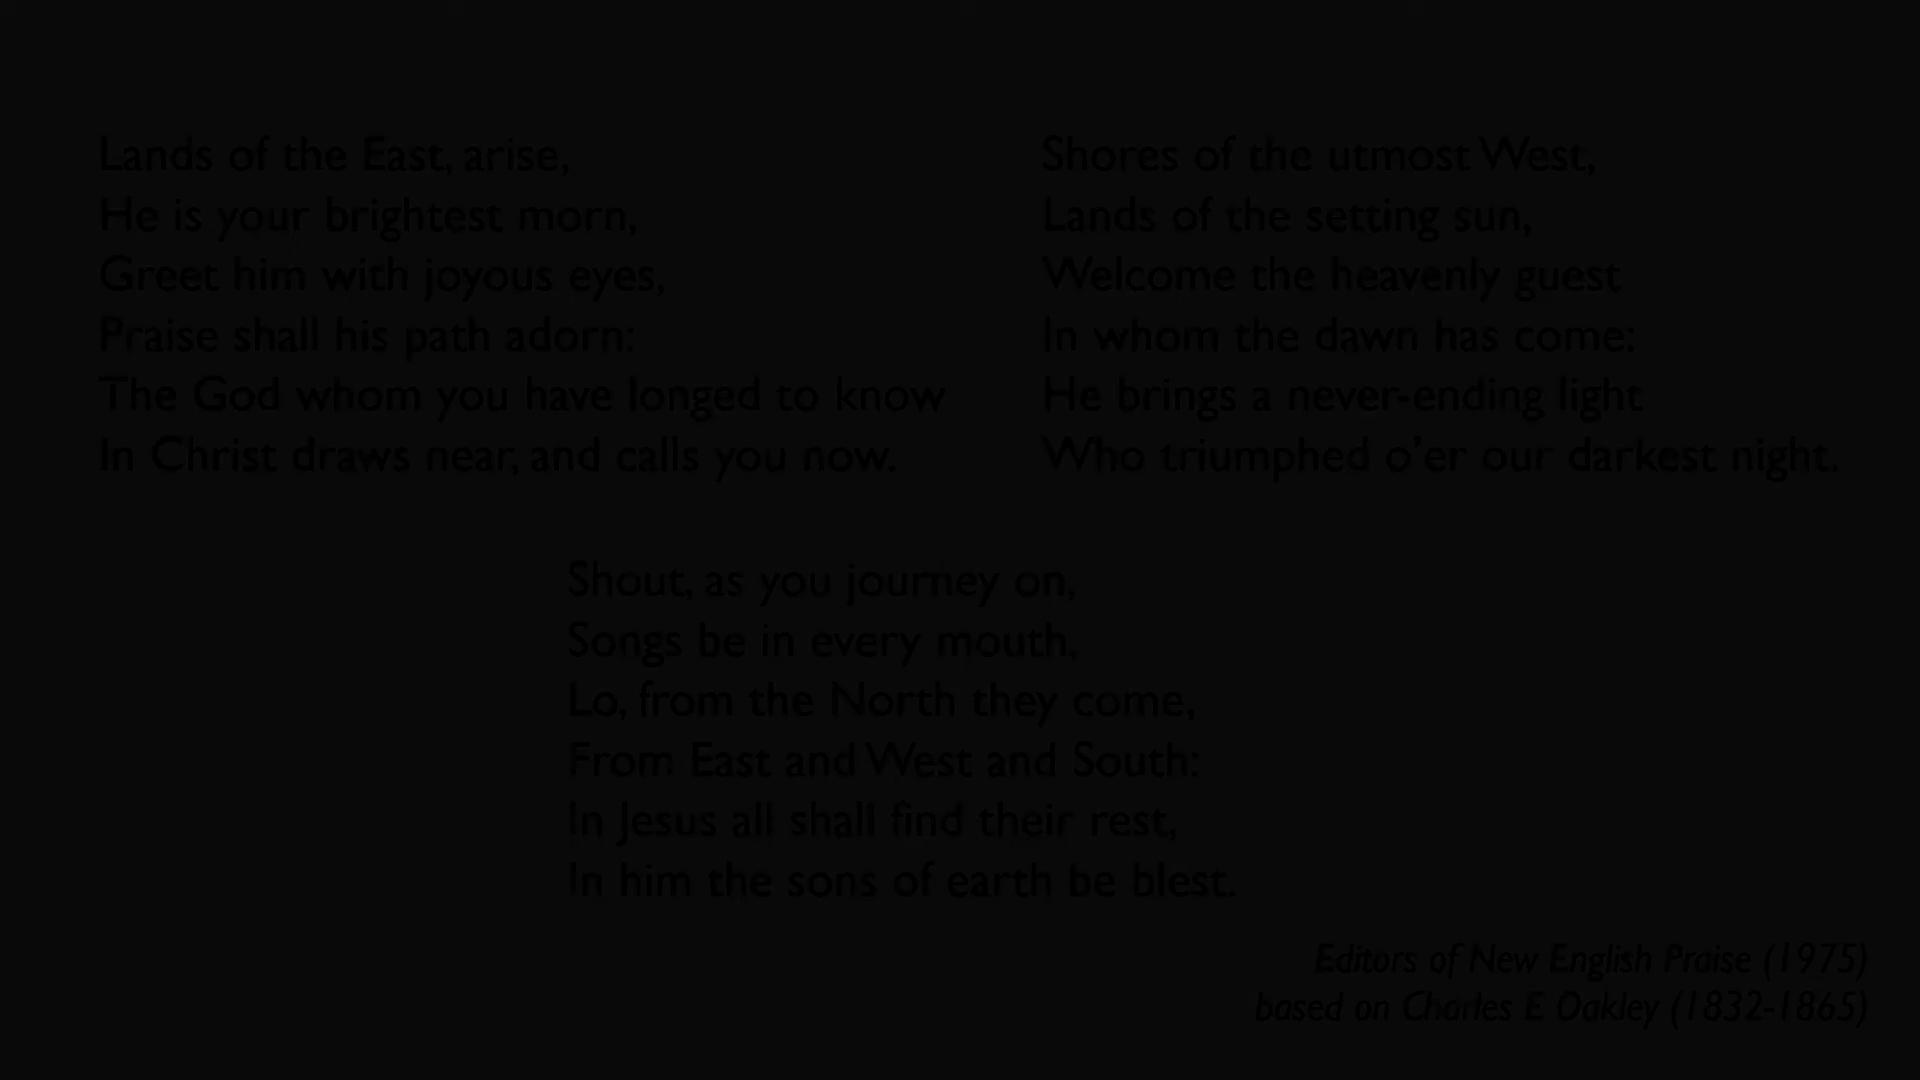 Lands of the East, arise,
He is your brightest morn,
Greet him with joyous eyes,
Praise shall his path adorn:
The God whom you have longed to know
In Christ draws near, and calls you now.
Shores of the utmost West,
Lands of the setting sun,
Welcome the heavenly guest
In whom the dawn has come:
He brings a never-ending light
Who triumphed o’er our darkest night.
Shout, as you journey on,
Songs be in every mouth,
Lo, from the North they come,
From East and West and South:
In Jesus all shall find their rest,
In him the sons of earth be blest.
Editors of New English Praise (1975)
based on Charles E Oakley (1832-1865)